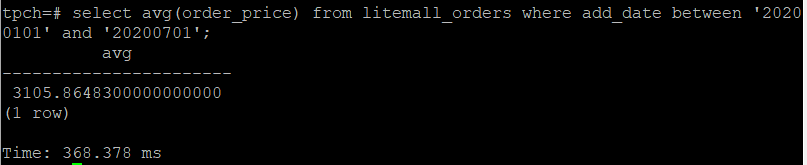 tpch=# select avg(order_price) from litemall_orders where add_date between '2020
0101' and '20200701';
avg
-----------------------
3105.8648300000000000
(1 row)
Time: 368.378 ms